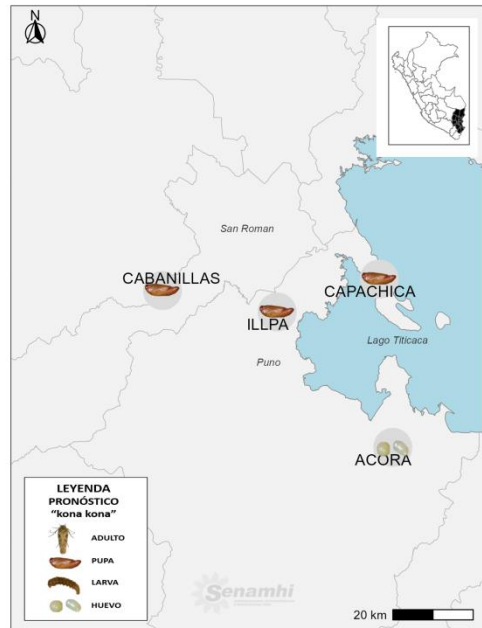 N
San Roman
CABANILLAS
CAPACHICA
ILLPA
Lago Titicaca
Puno
ACORA
LEYENDA
PRONÓSTICO
"kona kona"
ADULTO
PUPA
LARVA
HUEVO
Senamhi
20 km